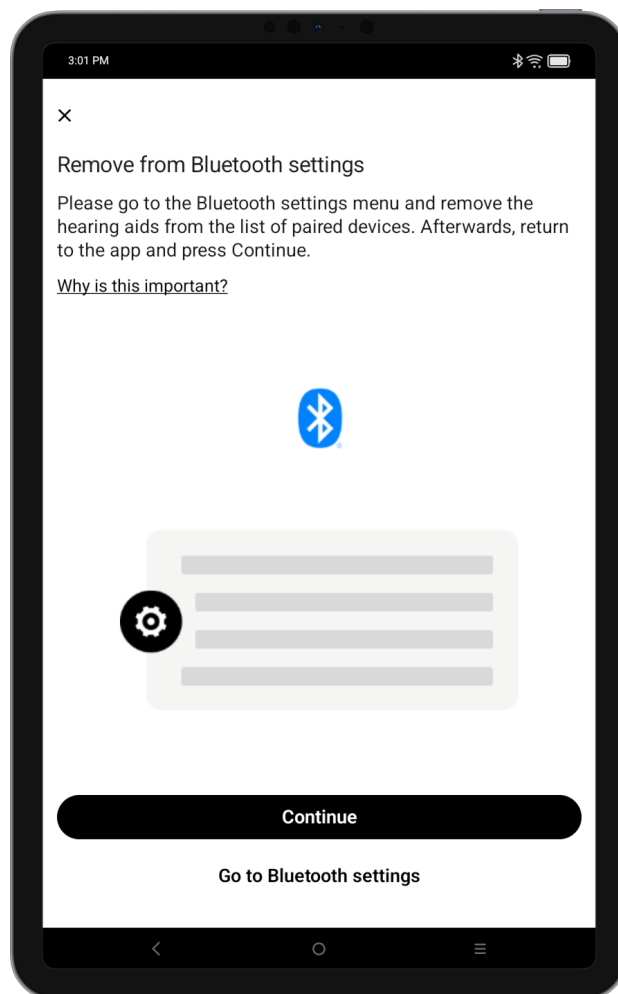 3:01 PM
Remove from Bluetooth settings
Please go to the Bluetooth settings menu and remove the
hearing aids from the list of paired devices. Afterwards, return
to the app and press Continue.
Why is this important?
Continue
Go to Bluetooth settings